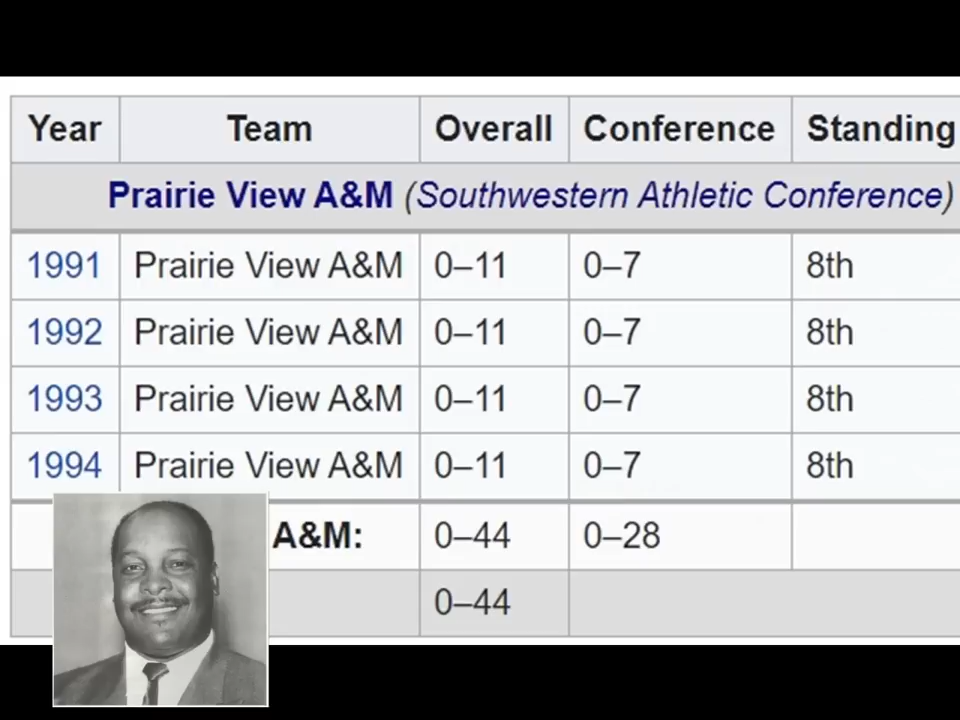 Year Team Overall Conference Standing
Prairie View A&M (Southwestern Athletic Conference)
1991 Prairie View A&M 0–11 0–7 8th
1992 Prairie View A&M 0–11 0–7 8th
1993 Prairie View A&M 0–11 0–7 8th
1994 Prairie View A&M 0–11 0–7 8th
A&M: 0–44 0–28
0–44